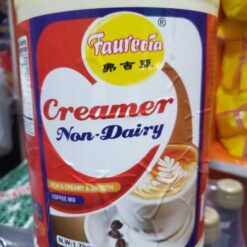 Faurecia
®
弗吉亞
Creamer
Non-Dairy
RICH & CREAMY & SMOOTH
COFFEE MIX